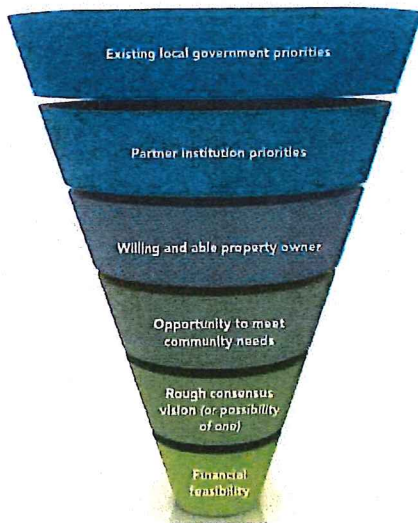 Existing local government priorities
Partner institution priorities
Willing and able property owner
Opportunity to meet
community needs
Rough consensus
vision (or possibility
of one)
Financial
feasibility